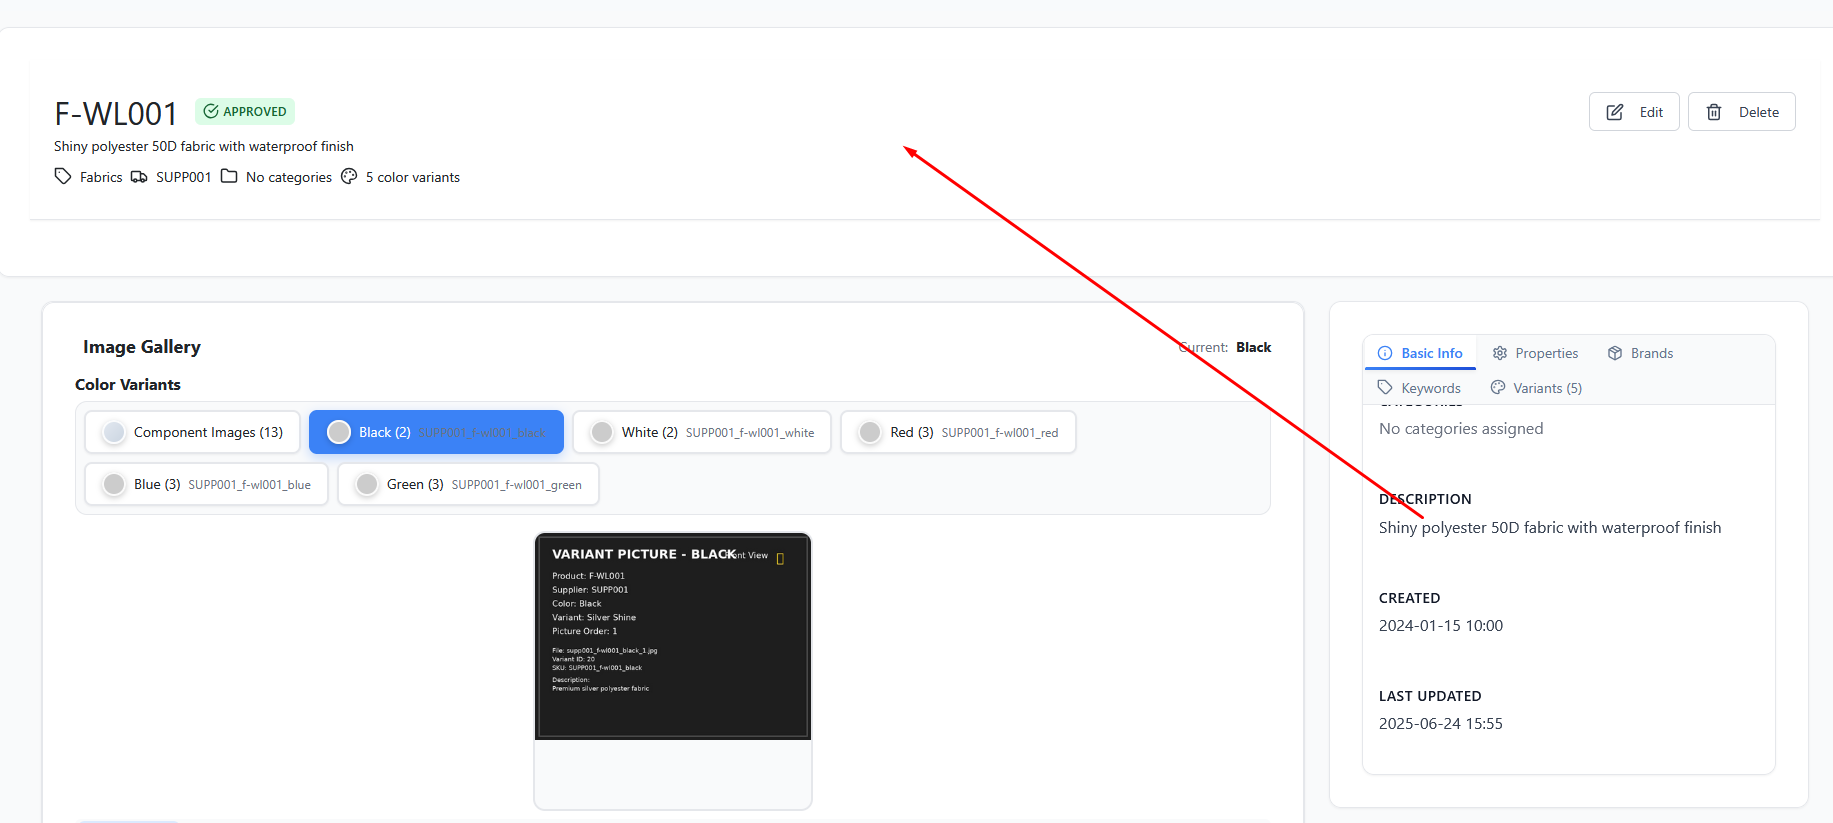 F-WL001 APPROVED
Edit Delete
Shiny polyester 50D fabric with waterproof finish
Fabrics SUPP001 No categories 5 color variants
Image Gallery
Current: Black
Color Variants
Component Images (13)
Black (2) SUPP001_f-wl001_black
White (2) SUPP001_f-wl001_white
Red (3) SUPP001_f-wl001_red
Blue (3) SUPP001_f-wl001_blue
Green (3) SUPP001_f-wl001_green
VARIANT PICTURE - BLACK
View
Product: F-WL001
Supplier: SUPP001
Color: Black
Variant: Silver Shine
Picture Order: 1
File: supp001_f-wl001_black_1.jpg
Variant ID: 20
SKU: SUPP001_f-wl001_black
Description:
Premium silver polyester fabric
Basic Info Properties Brands
Keywords Variants (5)
CATEGORIES
No categories assigned
DESCRIPTION
Shiny polyester 50D fabric with waterproof finish
CREATED
2024-01-15 10:00
LAST UPDATED
2025-06-24 15:55